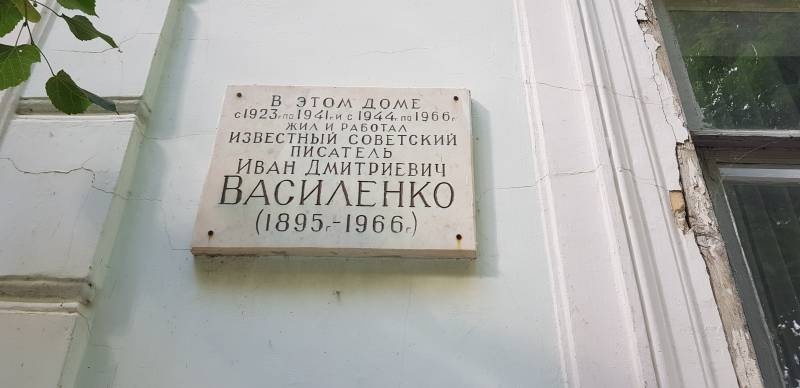 В ЭТОМ ДОМЕ
с 1923г. по 1941г. и с 1944г. по 1966г.
ЖИЛ И РАБОТАЛ
ИЗВЕСТНЫЙ СОВЕТСКИЙ
ПИСАТЕЛЬ
ИВАН ДМИТРИЕВИЧ
ВАСИЛЕНКО
(1895г.-1966г.)